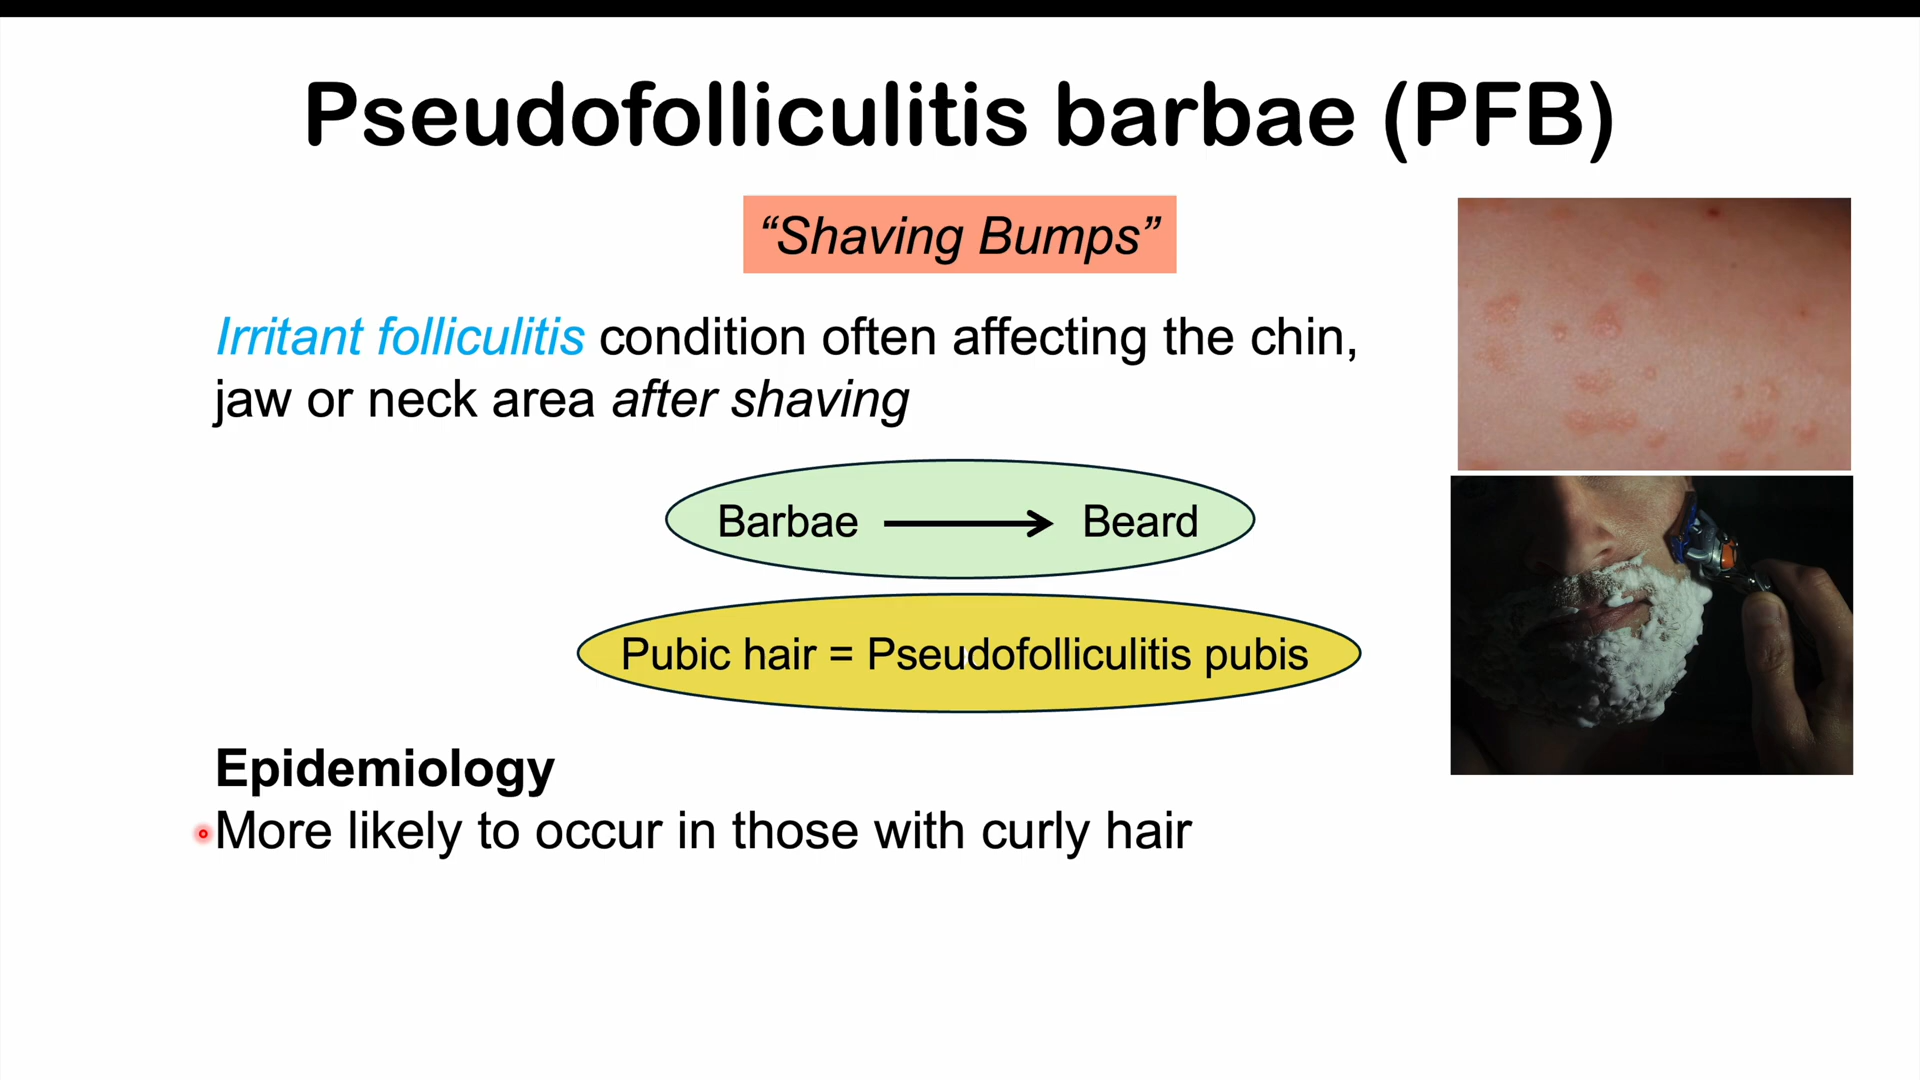 Pseudofolliculitis barbae (PFB)
“Shaving Bumps”
Irritant folliculitis condition often affecting the chin,
jaw or neck area after shaving
Barbae → Beard
Pubic hair = Pseudofolliculitis pubis
Epidemiology
More likely to occur in those with curly hair